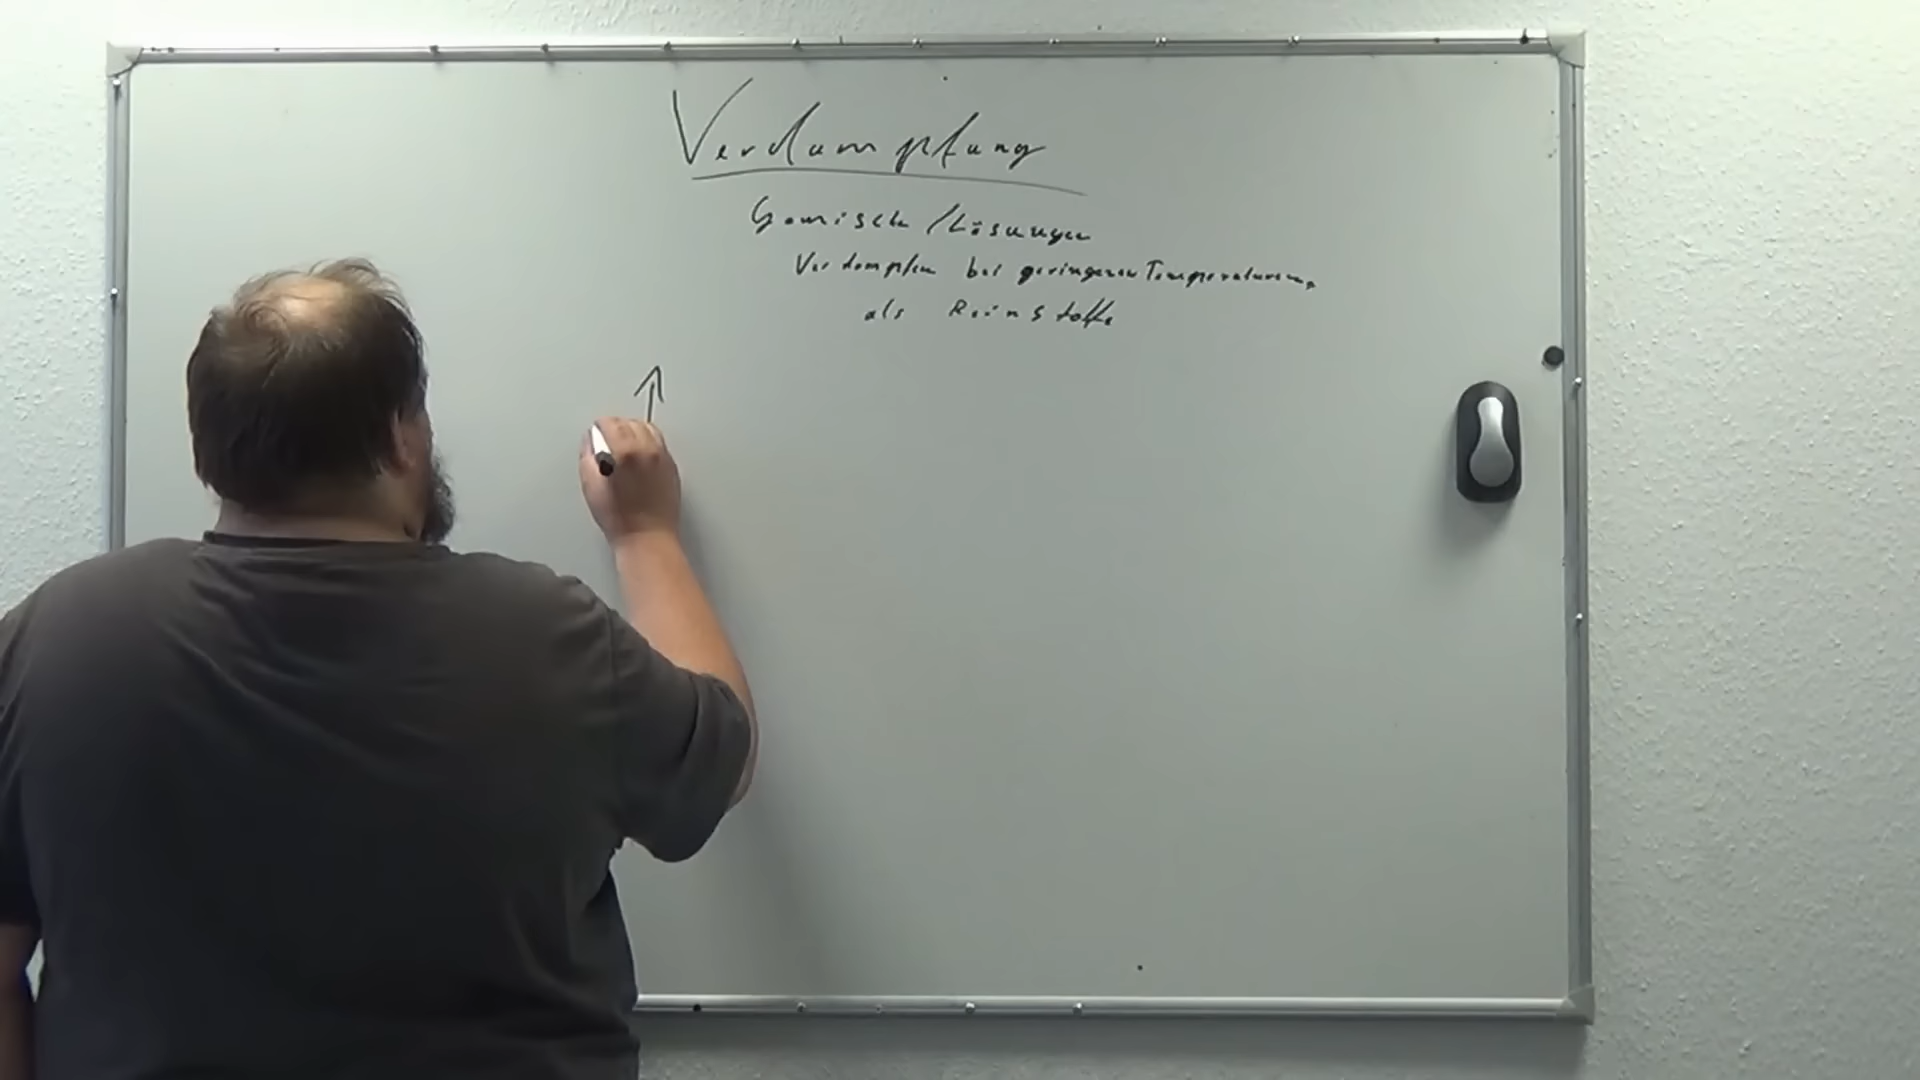 Verdampfung
Gemische / Lösungen
Verdampfen bei geringeren Temperaturen,
als Reinstoffe